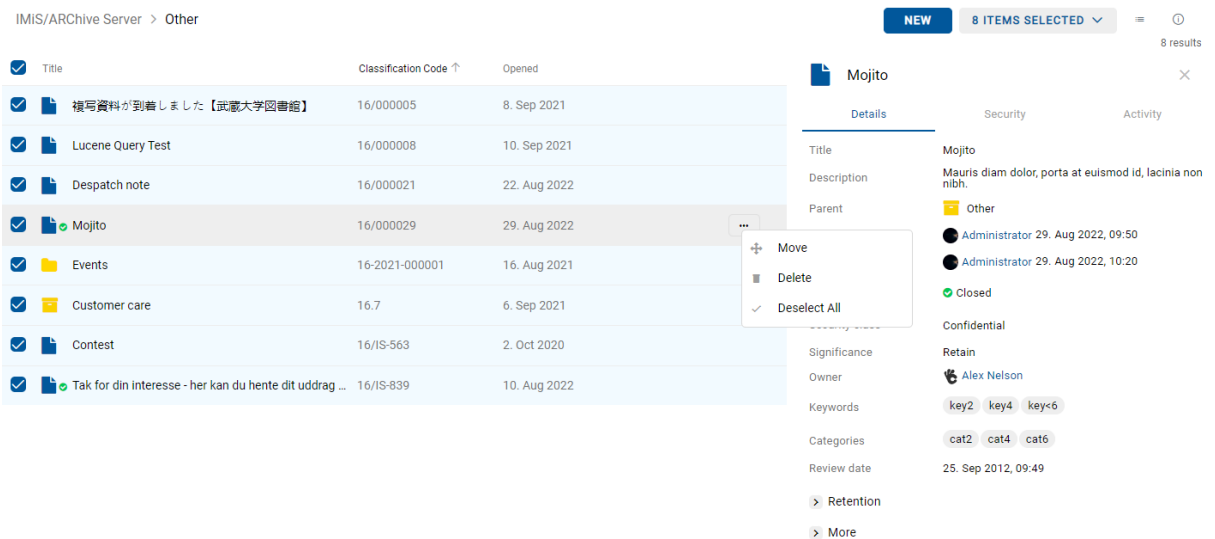 IMiS/ARChive Server > Other
NEW
8 ITEMS SELECTED
8 results
Title Classification Code ↑ Opened
複写資料が到着しました【武蔵大学図書館】 16/000005 8. Sep 2021
Lucene Query Test 16/000008 10. Sep 2021
Despatch note 16/000021 22. Aug 2022
Mojito 16/000029 29. Aug 2022 ...
Events 16-2021-000001 16. Aug 2021
Customer care 16.7 6. Sep 2021
Contest 16/IS-563 2. Oct 2020
Tak for din interesse - her kan du hente dit uddrag ... 16/IS-839 10. Aug 2022
Move
Delete
Deselect All
Mojito
Details Security Activity
Title Mojito
Description Mauris diam dolor, porta at euismod id, lacinia non
nibh.
Parent Other
Administrator 29. Aug 2022, 09:50
Administrator 29. Aug 2022, 10:20
Closed
Confidential
Significance Retain
Owner Alex Nelson
Keywords key2 key4 key<6
Categories cat2 cat4 cat6
Review date 25. Sep 2012, 09:49
> Retention
> More